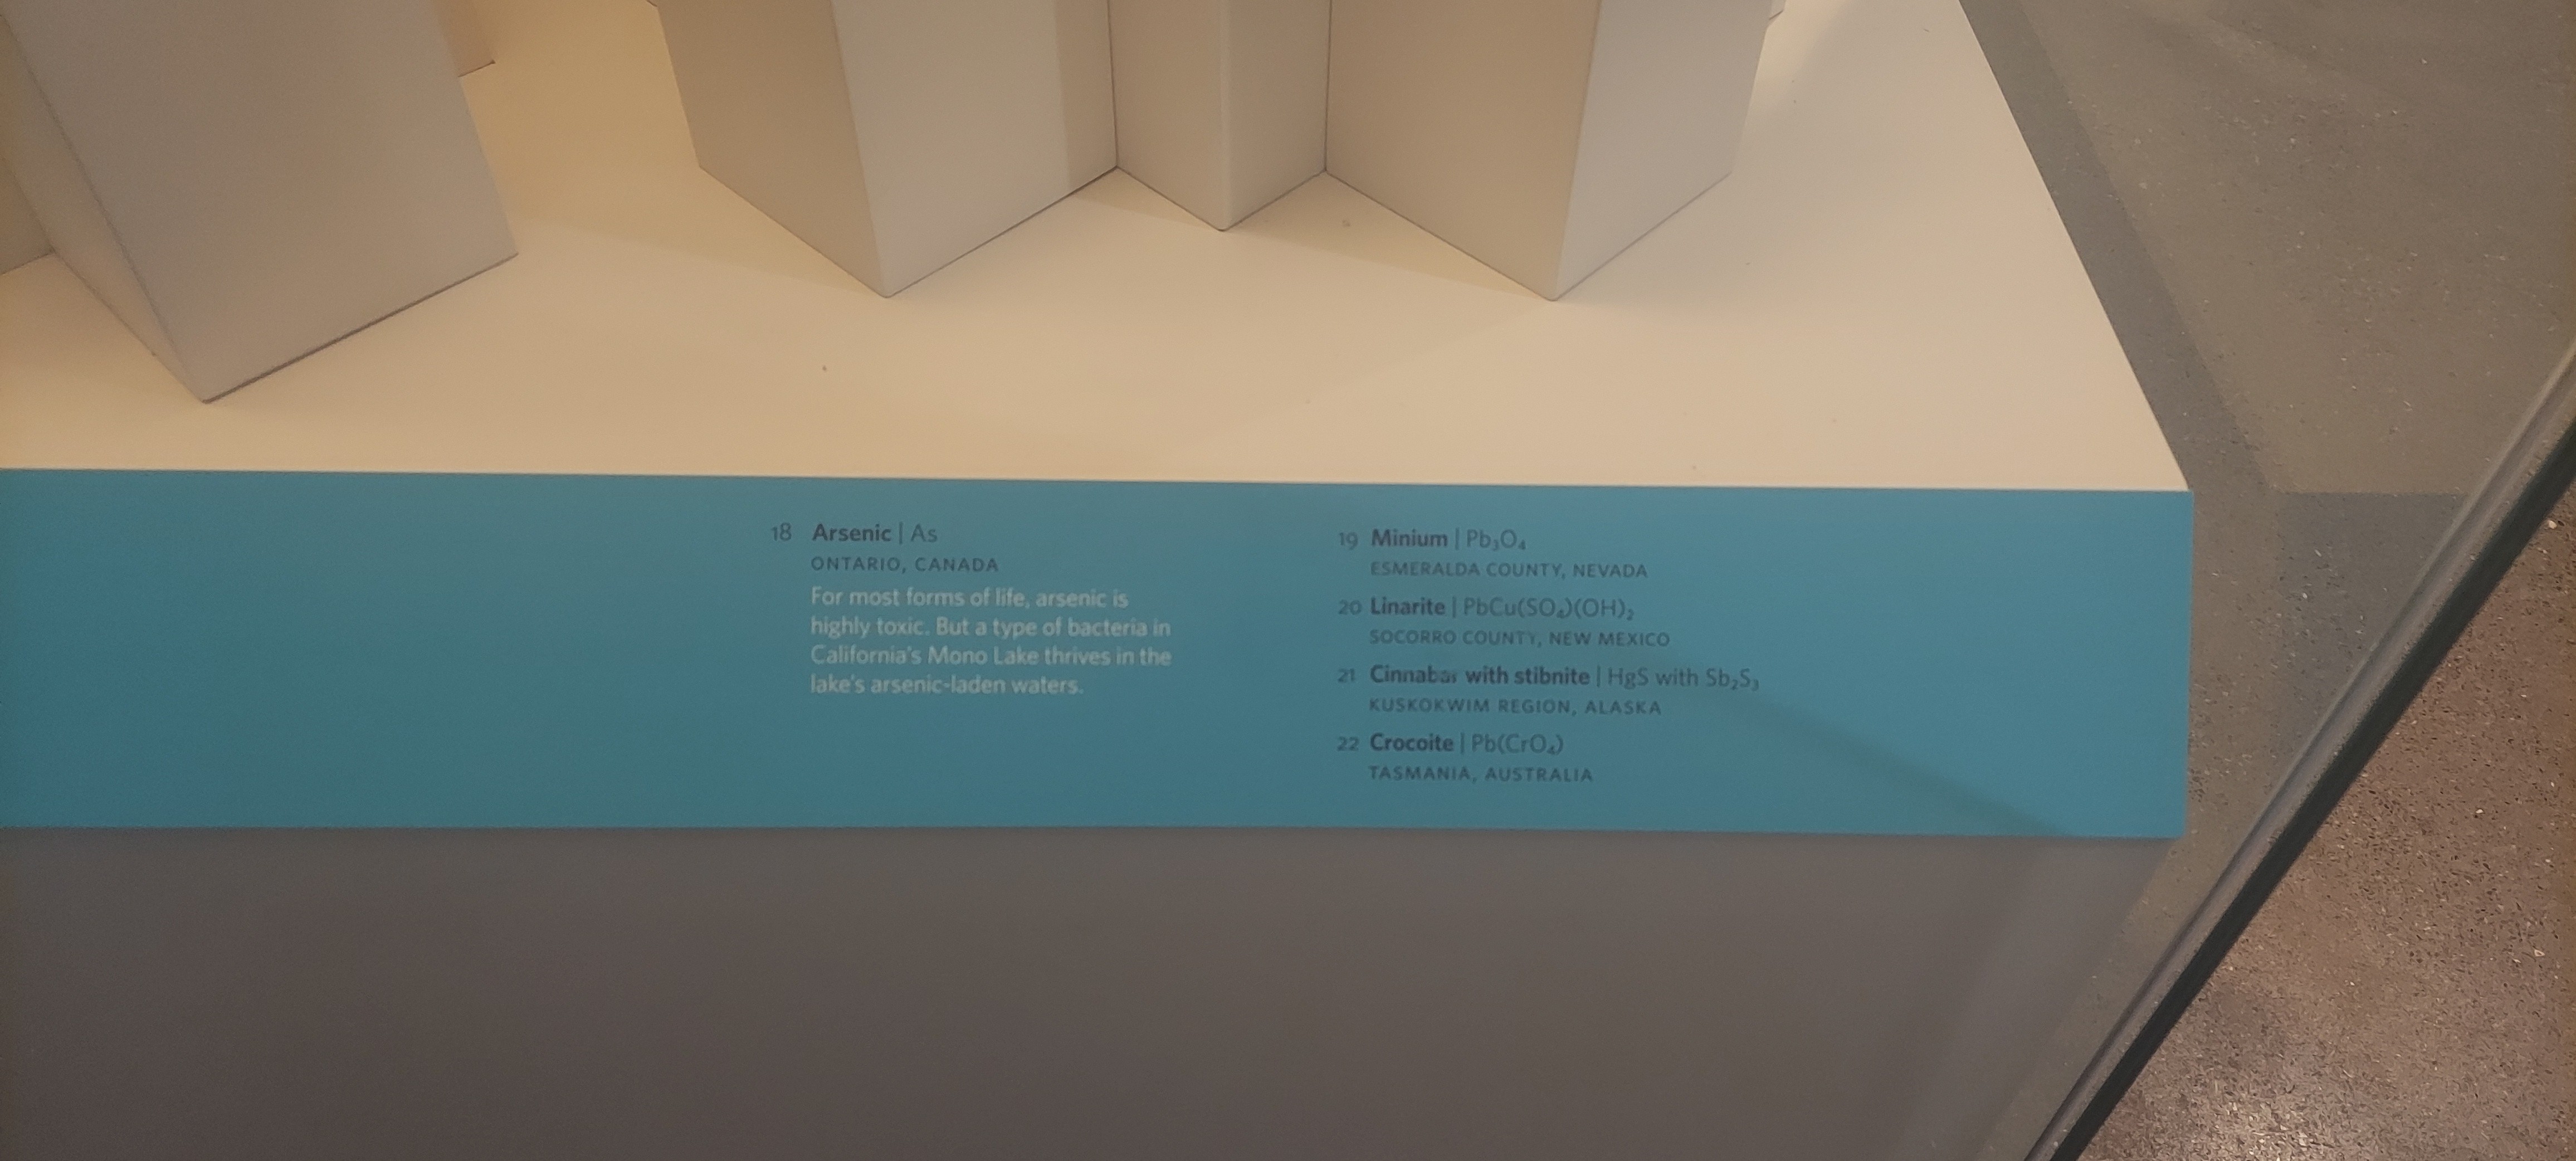 18 Arsenic | As
ONTARIO, CANADA
For most forms of life, arsenic is
highly toxic. But a type of bacteria in
California's Mono Lake thrives in the
lake's arsenic-laden waters.
19 Minium | Pb₃O₄
ESMERALDA COUNTY, NEVADA
20 Linarite | PbCu(SO₄)(OH)₂
SOCORRO COUNTY, NEW MEXICO
21 Cinnabar with stibnite | HgS with Sb₂S₃
KUSKOKWIM REGION, ALASKA
22 Crocoite | Pb(CrO₄)
TASMANIA, AUSTRALIA